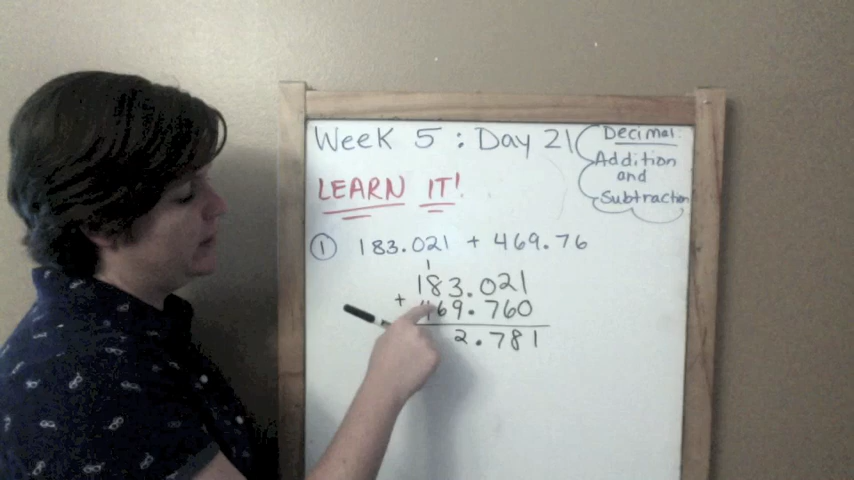 Week 5 : Day 21
Decimal:
Addition
and
Subtraction
LEARN IT!
① 183.021 + 469.76
1
183.021
+ 469.760
2.781